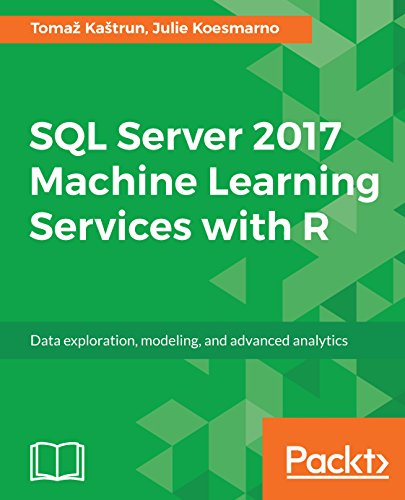 Tomaž Kaštrun, Julie Koesmarno
SQL Server 2017
Machine Learning
Services with R
Data exploration, modeling, and advanced analytics
Packt>